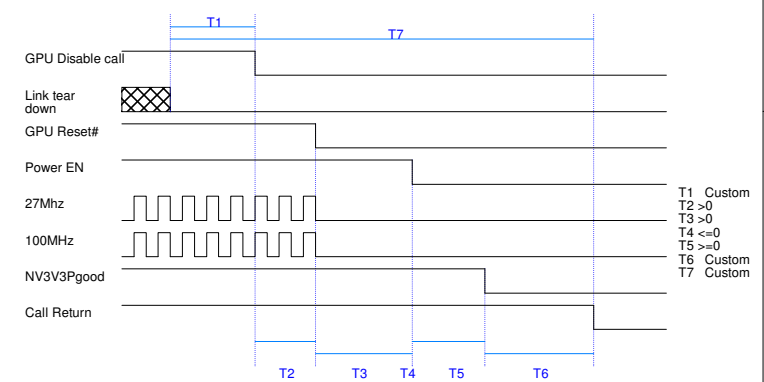 T1
T7
GPU Disable call
Link tear
down
GPU Reset#
Power EN
27Mhz
100MHz
NV3V3Pgood
Call Return
T1 Custom
T2 >0
T3 >0
T4 <=0
T5 >=0
T6 Custom
T7 Custom
T2 T3 T4 T5 T6